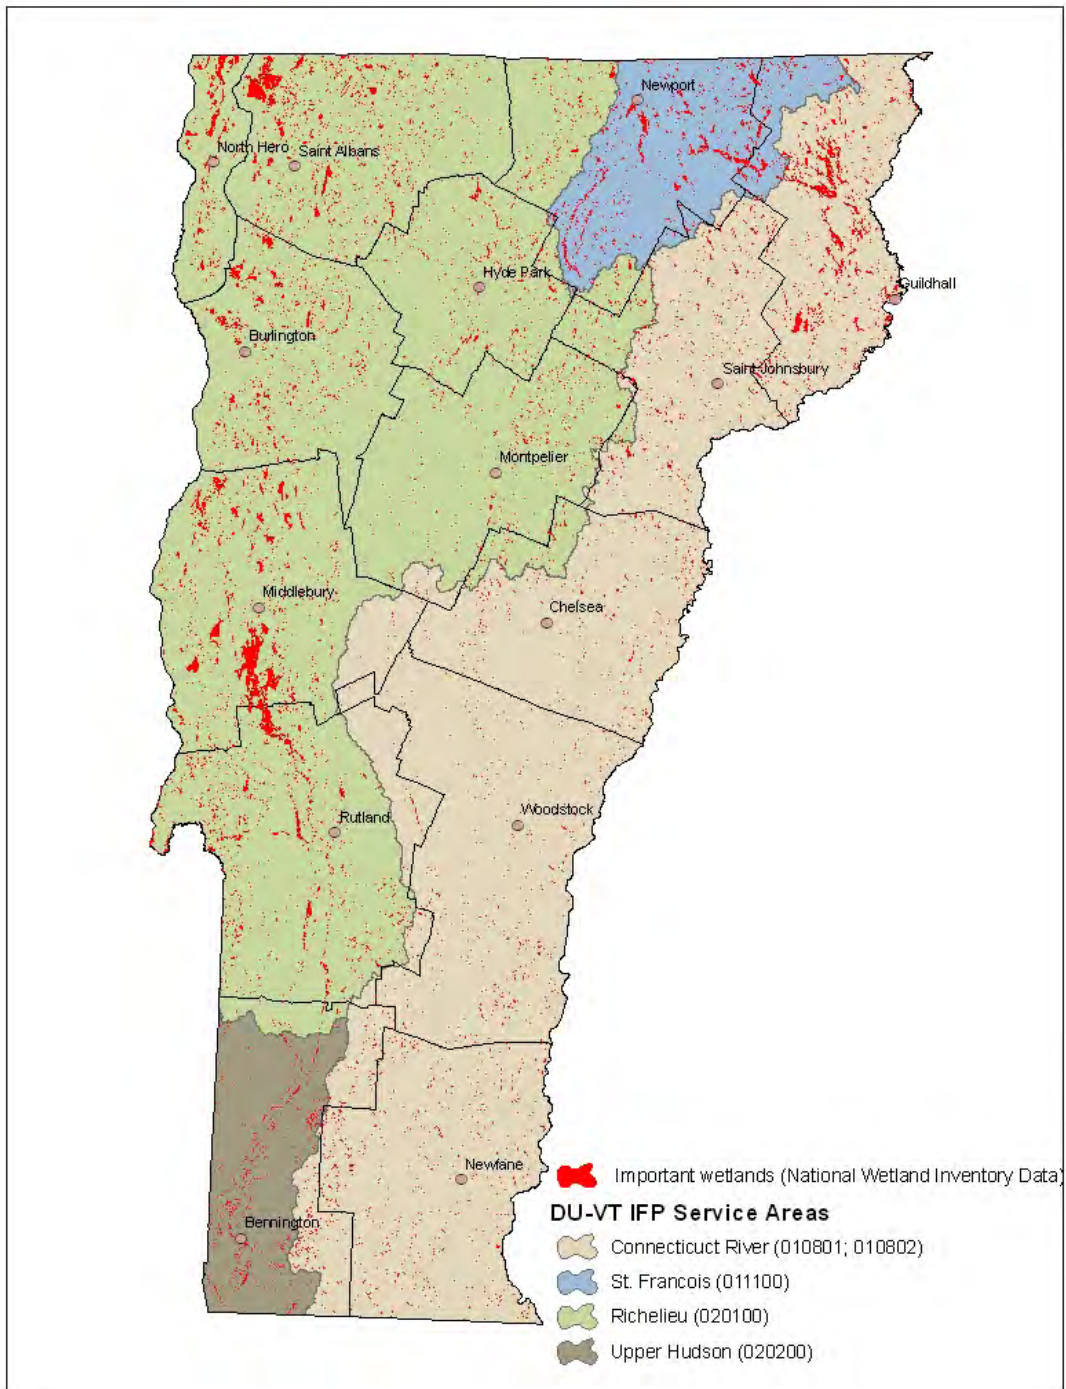 Newport
North Hero
Saint Albans
Hyde Park
Guildhall
Burlington
Saint Johnsbury
Montpelier
Middlebury
Chelsea
Woodstock
Rutland
Newfane
Bennington
Important wetlands (National Wetland Inventory Data)
DU-VT IFP Service Areas
Connecticuct River (010801; 010802)
St. Francois (011100)
Richelieu (020100)
Upper Hudson (020200)